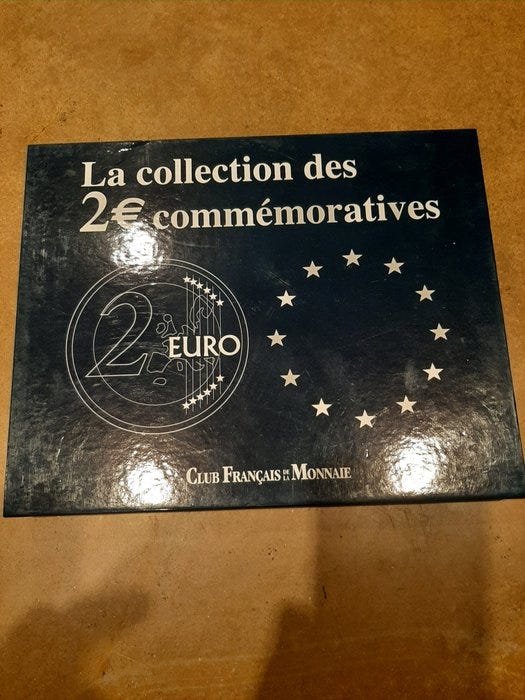 La collection des
2€ commémoratives
2 EURO
CLUB FRANÇAIS DE LA MONNAIE